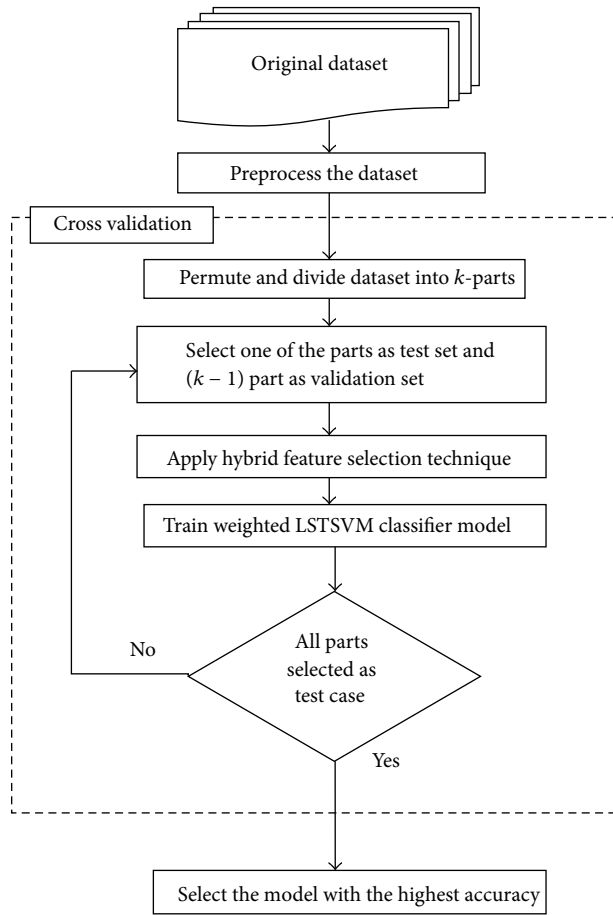 Original dataset
Preprocess the dataset
Cross validation
Permute and divide dataset into k-parts
Select one of the parts as test set and
(k − 1) part as validation set
Apply hybrid feature selection technique
Train weighted LSTSVM classifier model
All parts
selected as
test case
No
Yes
Select the model with the highest accuracy